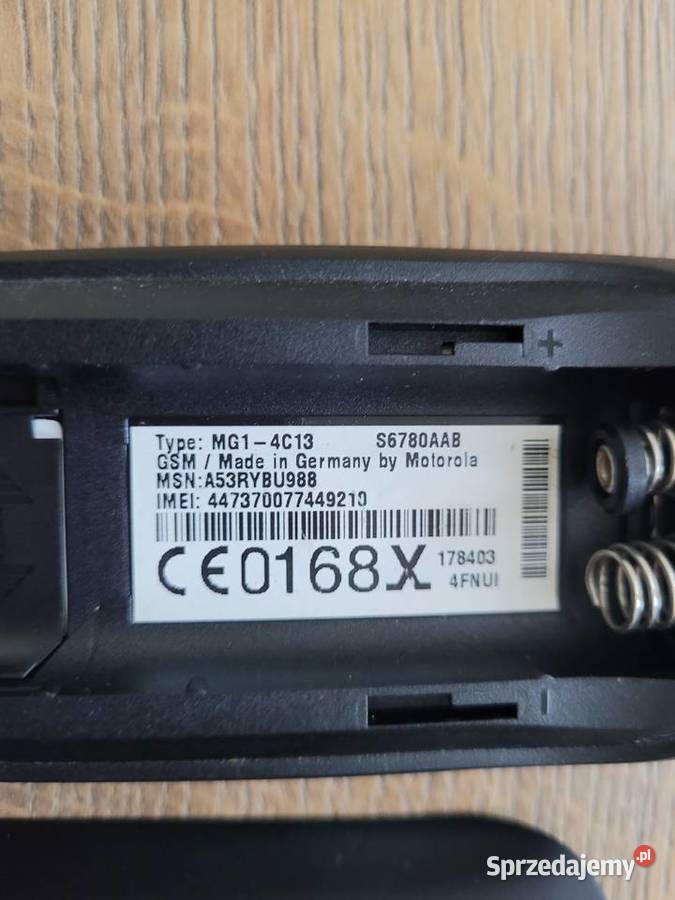 +
Type: MG1-4C13 S6780AAB
GSM / Made in Germany by Motorola
MSN:A53RYBU988
IMEI: 447370077449210
CE0168X 178403
4FNUI
-
Sprzedajemy.pl